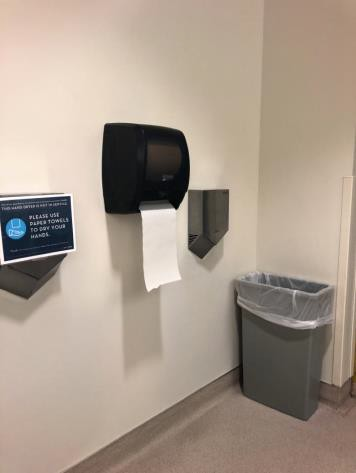 THIS HAND DRYER IS NOT IN SERVICE
PLEASE USE
PAPER TOWELS
TO DRY YOUR
HANDS.